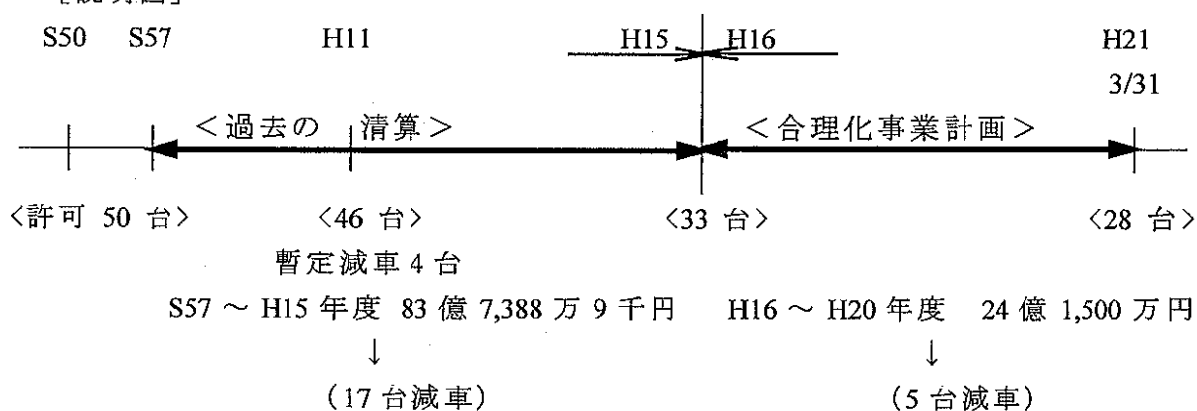 S50 S57 H11 H15 H16 H21
3/31
＜過去の 清算＞ ＜合理化事業計画＞
＜許可 50 台＞ ＜46 台＞ ＜33 台＞ ＜28 台＞
暫定減車 4 台
S57 ～ H15 年度 83 億 7,388 万 9 千円 H16 ～ H20 年度 24 億 1,500 万円
↓ ↓
（17 台減車） （5 台減車）